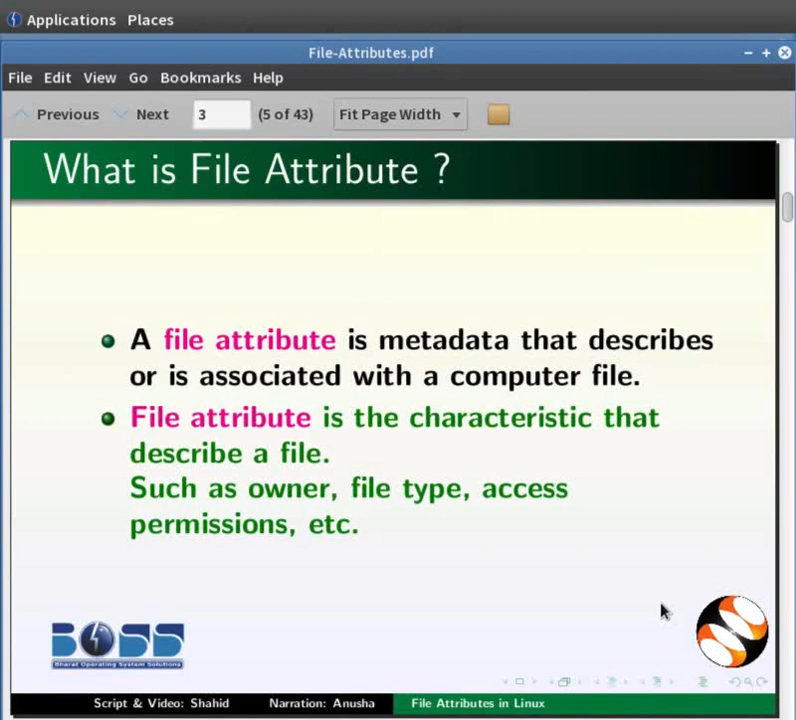 Applications Places
File-Attributes.pdf
File Edit View Go Bookmarks Help
Previous Next 3 (5 of 43) Fit Page Width
What is File Attribute ?
A file attribute is metadata that describes
or is associated with a computer file.
File attribute is the characteristic that
describe a file.
Such as owner, file type, access
permissions, etc.
BOSS
Bharat Operating System Solutions
Script & Video: Shahid Narration: Anusha File Attributes in Linux